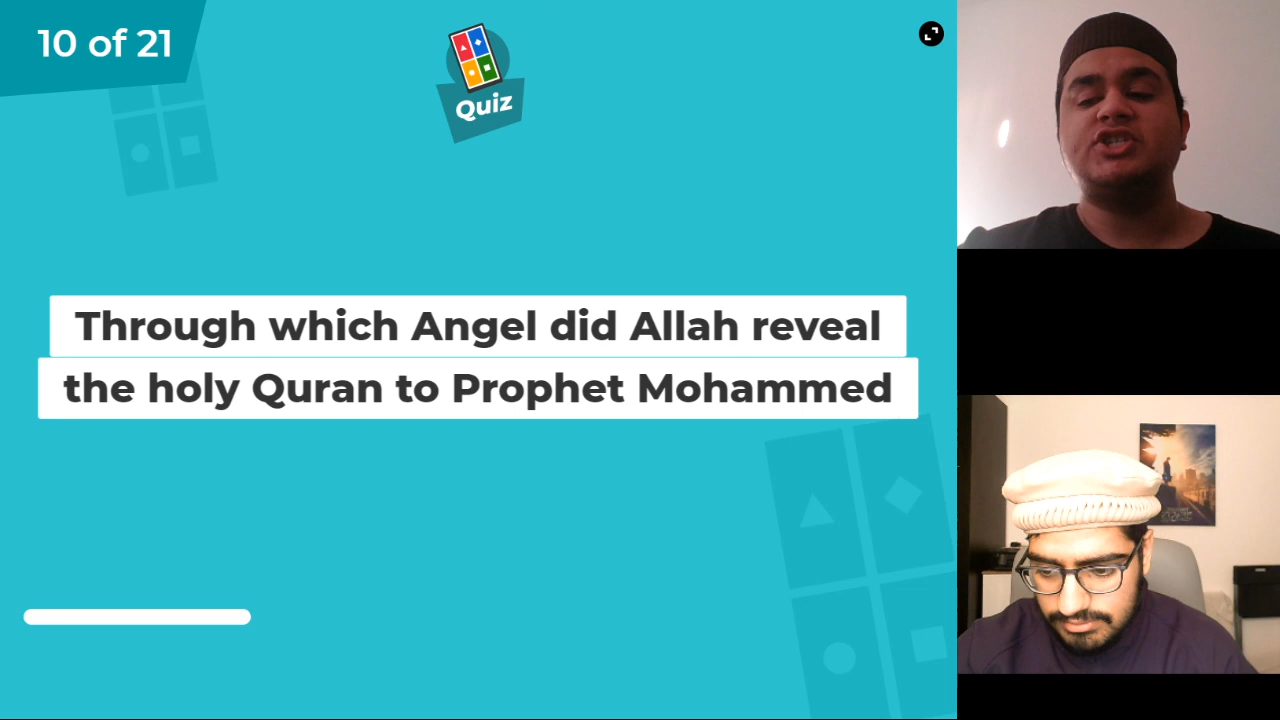 10 of 21
Quiz
Through which Angel did Allah reveal
the holy Quran to Prophet Mohammed